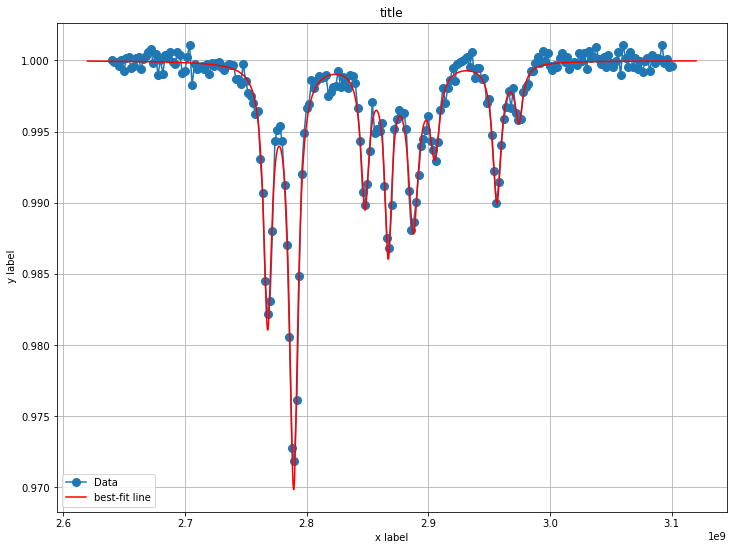 title
1.000
0.995
0.990
0.985
0.980
0.975
0.970
y label
Data
best-fit line
2.6 2.7 2.8 2.9 3.0 3.1
1e9
x label